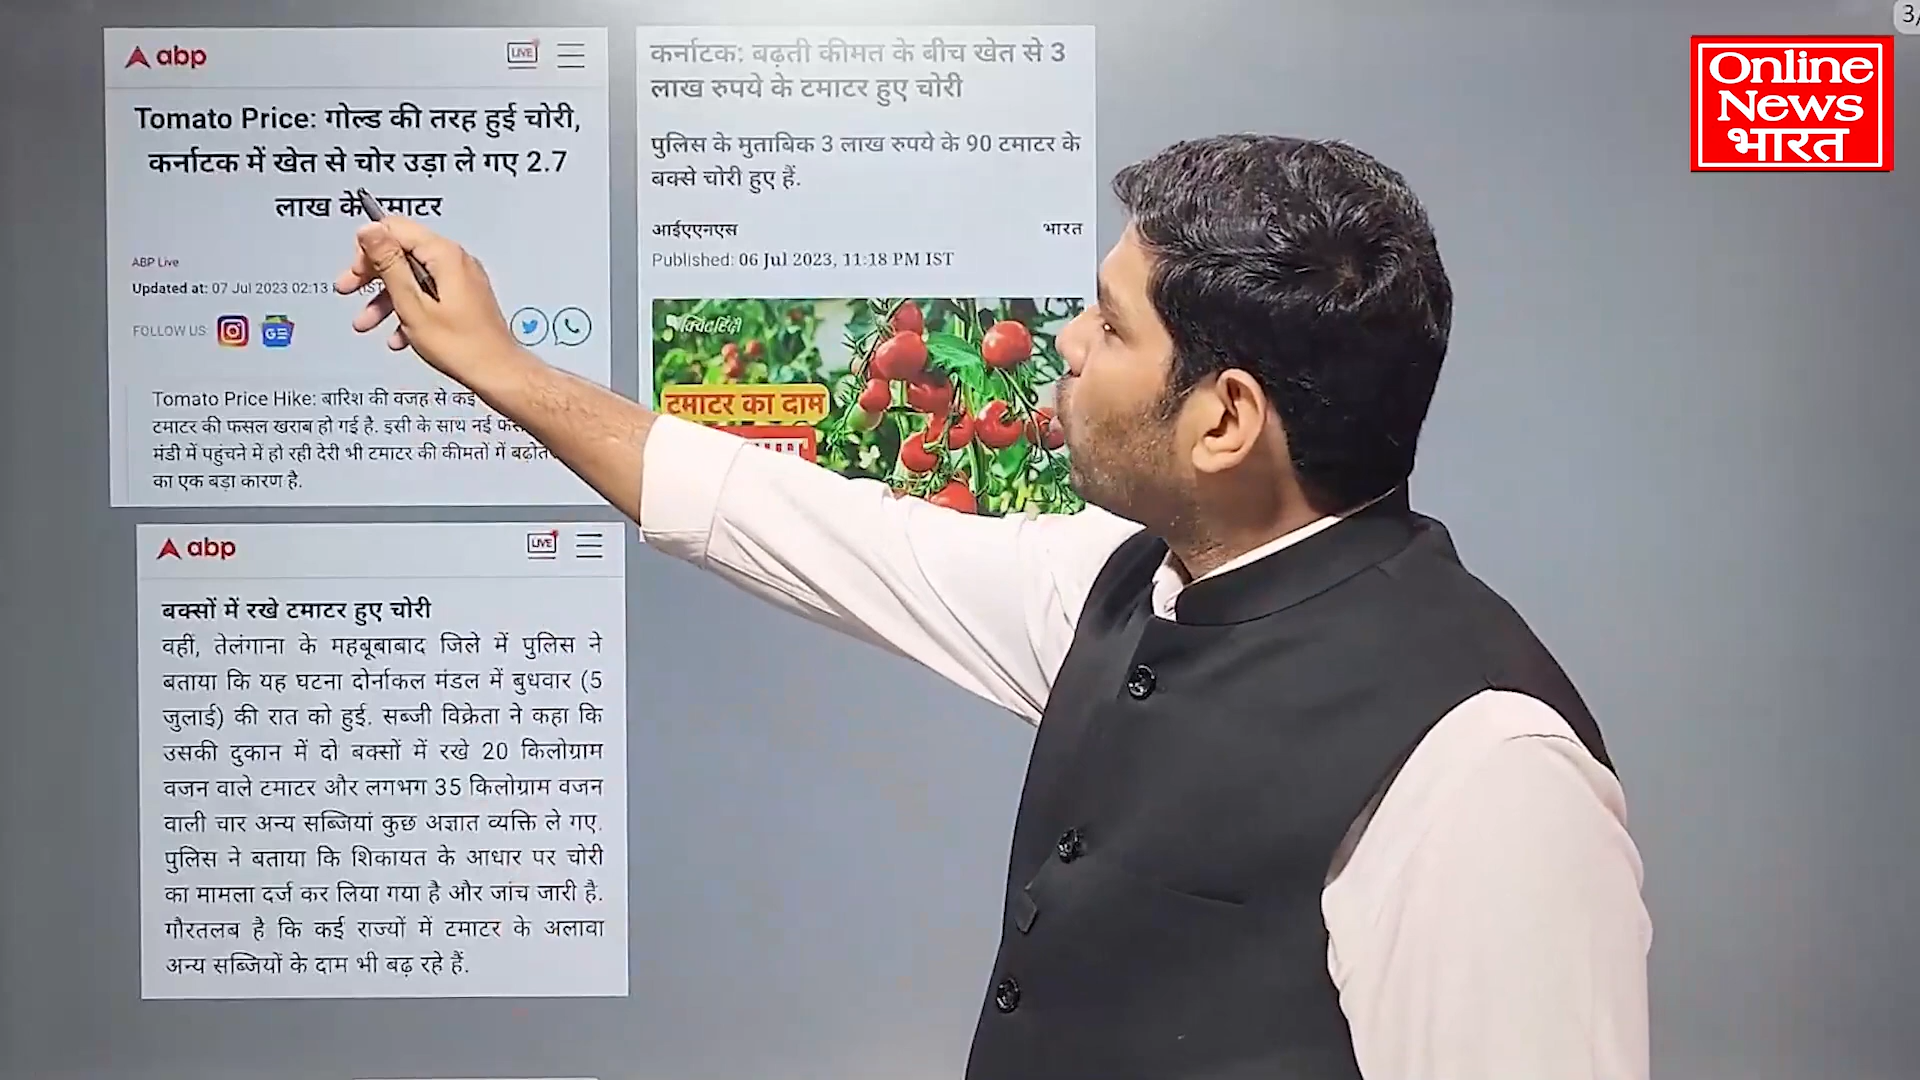 abp
LIVE
Tomato Price: गोल्ड की तरह हुई चोरी,
कर्नाटक में खेत से चोर उड़ा ले गए 2.7
लाख के टमाटर
ABP Live
Updated at: 07 Jul 2023 02:13
FOLLOW US:
GE
Tomato Price Hike: बारिश की वजह से कई
टमाटर की फसल खराब हो गई है. इसी के साथ नई
मंडी में पहुंचने में हो रही देरी भी टमाटर की कीमतों में
का एक बड़ा कारण है.
abp
LIVE
बक्सों में रखे टमाटर हुए चोरी
वहीं, तेलंगाना के महबूबाबाद जिले में पुलिस ने
बताया कि यह घटना दोर्नाकल मंडल में बुधवार (5
जुलाई) की रात को हुई. सब्जी विक्रेता ने कहा कि
उसकी दुकान में दो बक्सों में रखे 20 किलोग्राम
वजन वाले टमाटर और लगभग 35 किलोग्राम वजन
वाली चार अन्य सब्जियां कुछ अज्ञात व्यक्ति ले गए.
पुलिस ने बताया कि शिकायत के आधार पर चोरी
का मामला दर्ज कर लिया गया है और जांच जारी है.
गौरतलब है कि कई राज्यों में टमाटर के अलावा
अन्य सब्जियों के दाम भी बढ़ रहे हैं.
कर्नाटक: बढ़ती कीमत के बीच खेत से 3
लाख रुपये के टमाटर हुए चोरी
पुलिस के मुताबिक 3 लाख रुपये के 90 टमाटर के
बक्से चोरी हुए हैं.
आईएएनएस भारत
Published: 06 Jul 2023, 11:18 PM IST
क्विंट हिंदी
टमाटर का दाम
3/
Online
News
भारत